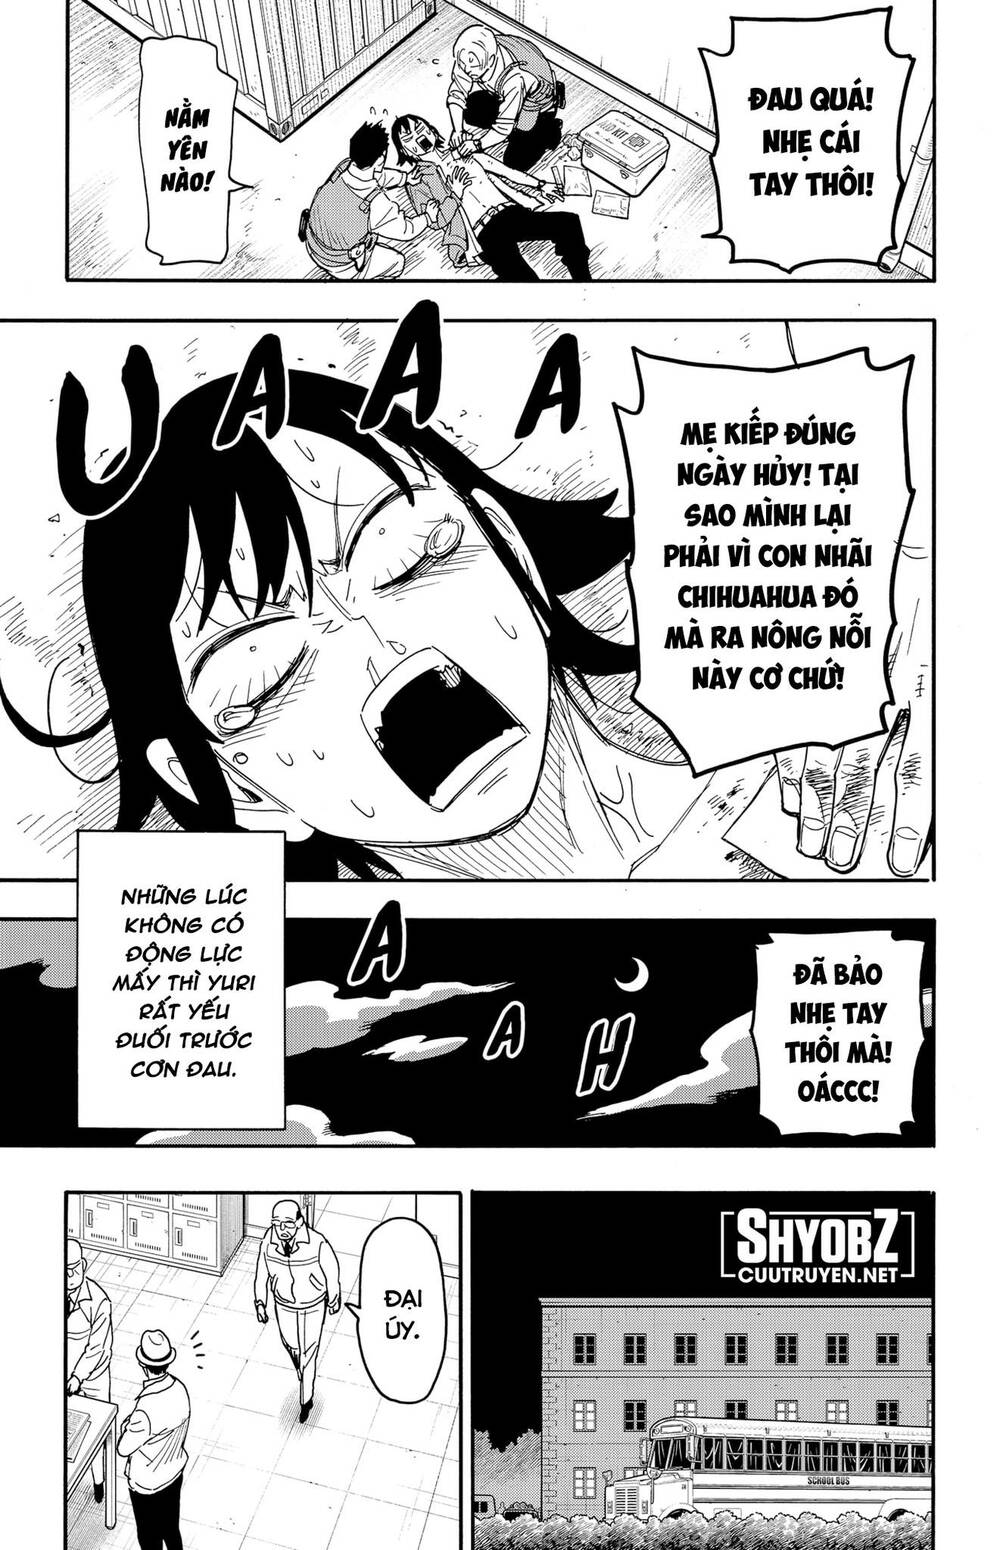 ĐAU QUÁ!
NHẸ CÁI
TAY THÔI!
NẰM
YÊN
NÀO!
AID KIT
UAAA
MẸ KIẾP ĐÚNG
NGÀY HỦY! TẠI
SAO MÌNH LẠI
PHẢI VÌ CON NHÃI
CHIHUAHUA ĐÓ
MÀ RA NÔNG NỖI
NÀY CƠ CHỨ!
NHỮNG LÚC
KHÔNG CÓ
ĐỘNG LỰC
MẤY THÌ YURI
RẤT YẾU
ĐUỐI TRƯỚC
CƠN ĐAU.
AAH
ĐÃ BẢO
NHẸ TAY
THÔI MÀ!
OÁCCC!
SHYOBZ
CUUTRUYEN.NET
SCHOOL BUS
ĐẠI
ÚY.